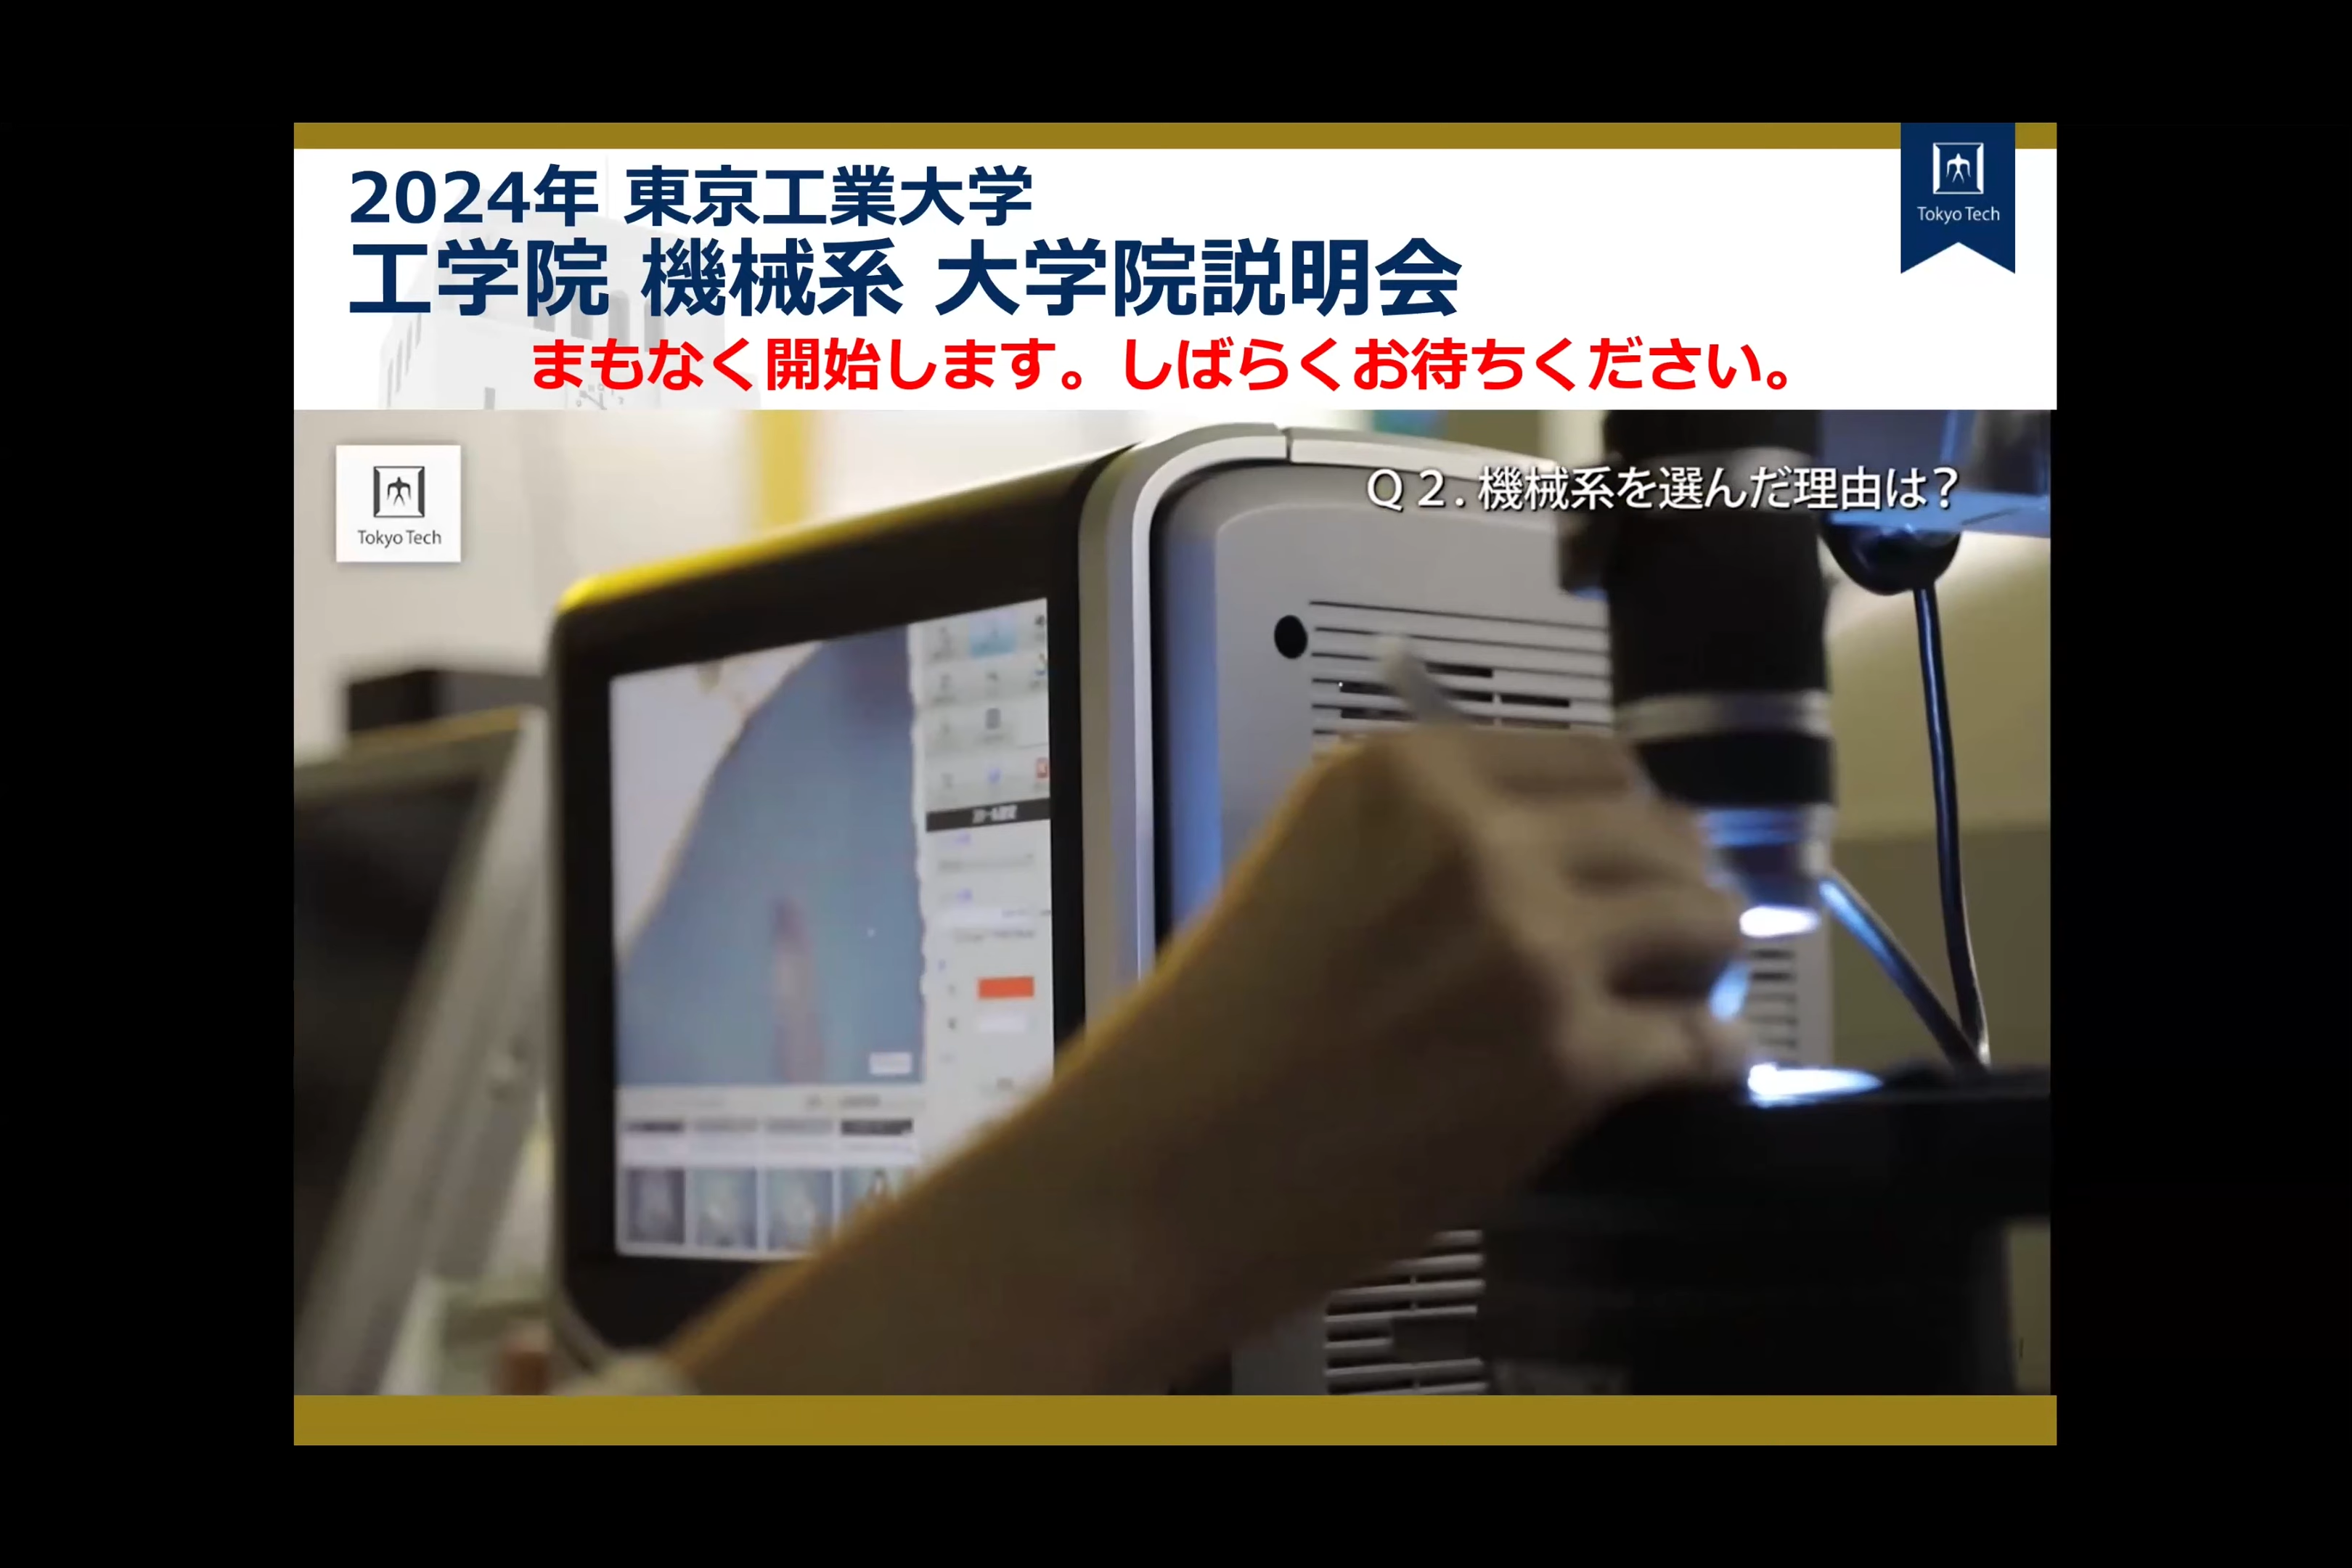 2024年 東京工業大学
工学院 機械系 大学院説明会
まもなく開始します。しばらくお待ちください。
Tokyo Tech
Tokyo Tech
Q２. 機械系を選んだ理由は？